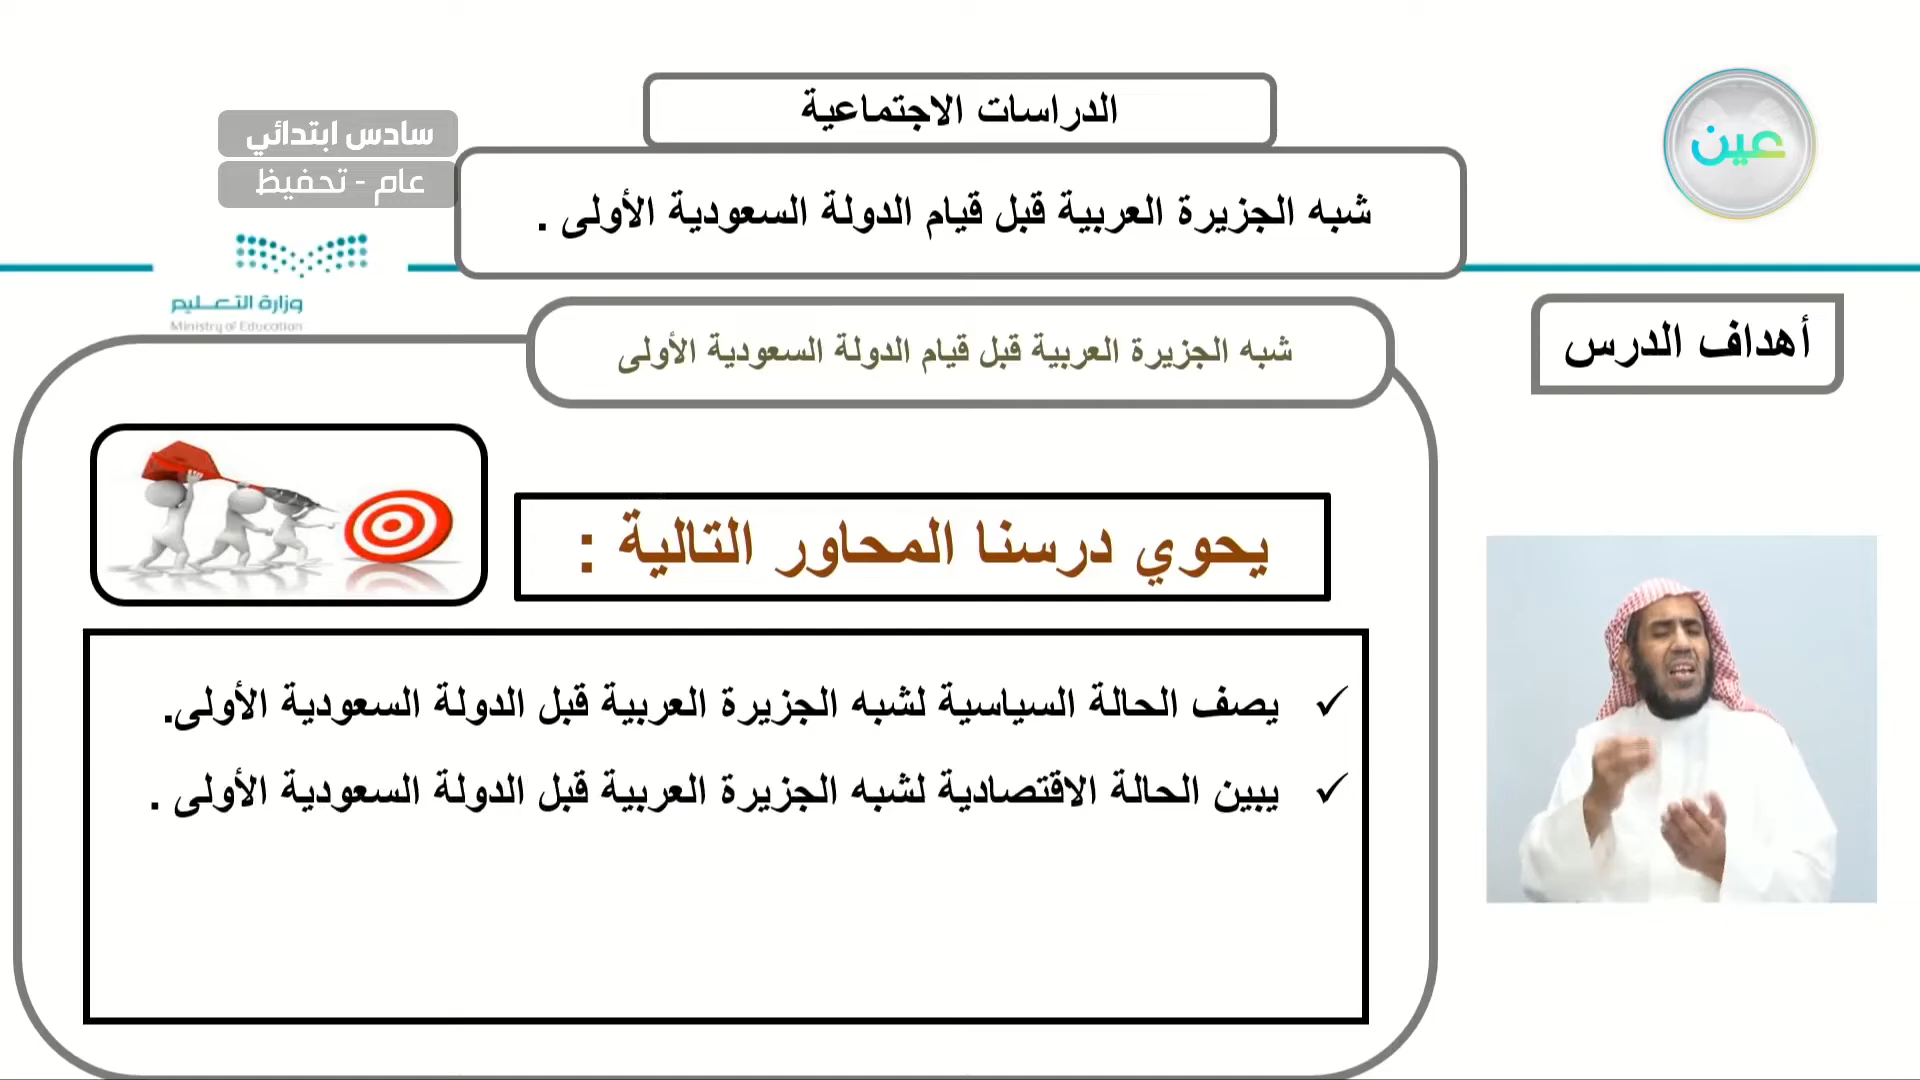 الدراسات الاجتماعية
عين
سادس ابتدائي
عام - تحفيظ
شبه الجزيرة العربية قبل قيام الدولة السعودية الأولى .
وزارة التعـــليم
Ministry of Education
أهداف الدرس
شبه الجزيرة العربية قبل قيام الدولة السعودية الأولى
يحوي درسنا المحاور التالية :
✓ يصف الحالة السياسية لشبه الجزيرة العربية قبل الدولة السعودية الأولى.
✓ يبين الحالة الاقتصادية لشبه الجزيرة العربية قبل الدولة السعودية الأولى .